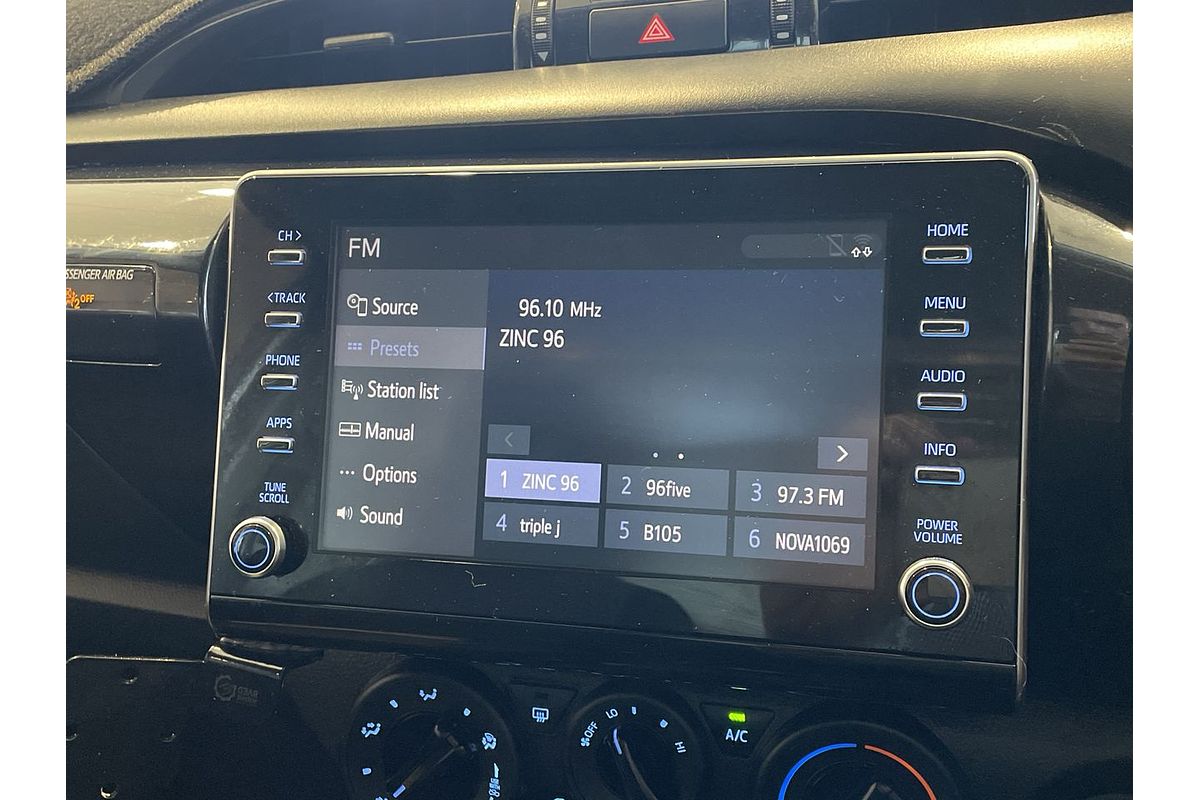 SSENGER AIR BAG
2 OFF
CH >
< TRACK
PHONE
APPS
TUNE
SCROLL
FM
Source
Presets
Station list
Manual
Options
Sound
96.10 MHz
ZINC 96
<
>
1 ZINC 96
2 96five
3 97.3 FM
4 triple j
5 B105
6 NOVA1069
HOME
MENU
AUDIO
INFO
POWER
VOLUME
OFF
LO
HI
A/C